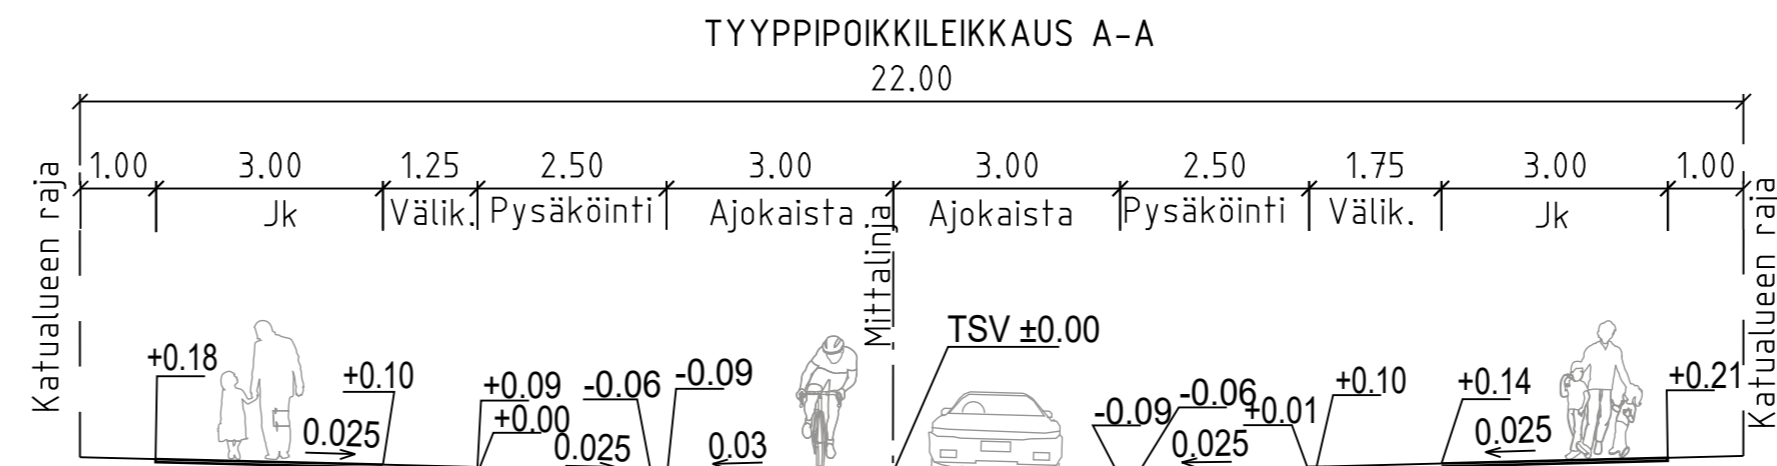 TYYPPIPOIKKILEIKKAUS A-A
22.00
1.00 3.00 1.25 2.50 3.00 3.00 2.50 1.75 3.00 1.00
Katualueen raja
Jk Välik. Pysäköinti Ajokaista Mittalinja Ajokaista Pysäköinti Välik. Jk
Katualueen raja
TSV ±0.00
+0.18 +0.10 +0.09 -0.06 -0.09 -0.06 +0.10 +0.14 +0.21
+0.00 -0.09 +0.01
0.025 0.025 0.03 0.025 0.025